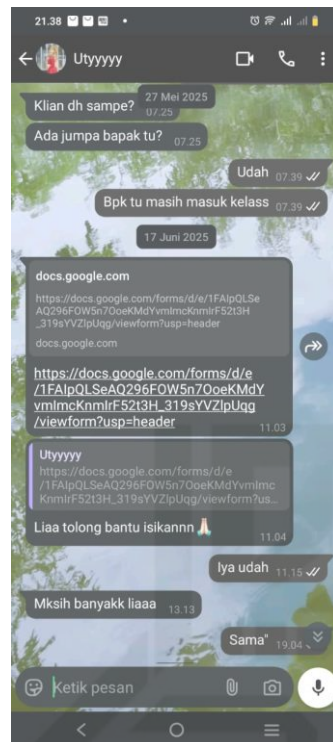 21.38
Utyyyyy
27 Mei 2025
Klian dh sampe? 07.25
Ada jumpa bapak tu? 07.25
Udah 07.39
Bpk tu masih masuk kelass 07.39
17 Juni 2025
docs.google.com
https://docs.google.com/forms/d/e/1FAIpQLSe
AQ296FOW5n7OoeKMdYvmImcKnmIrF52t3H
_319sYVZlpUqg/viewform?usp=header
docs.google.com
https://docs.google.com/forms/d/e
/1FAIpQLSeAQ296FOW5n7OoeKMdY
vmImcKnmIrF52t3H_319sYVZlpUqg
/viewform?usp=header
11.03
Utyyyyy
https://docs.google.com/forms/d/e
/1FAIpQLSeAQ296FOW5n7OoeKMdYvmImc
KnmIrF52t3H_319sYVZlpUqg/viewform?us...
Liaa tolong bantu isikannn 🙏🏻
11.04
Iya udah 11.15
Mksih banyakk liaaa 13.13
Sama" 19.04
Ketik pesan